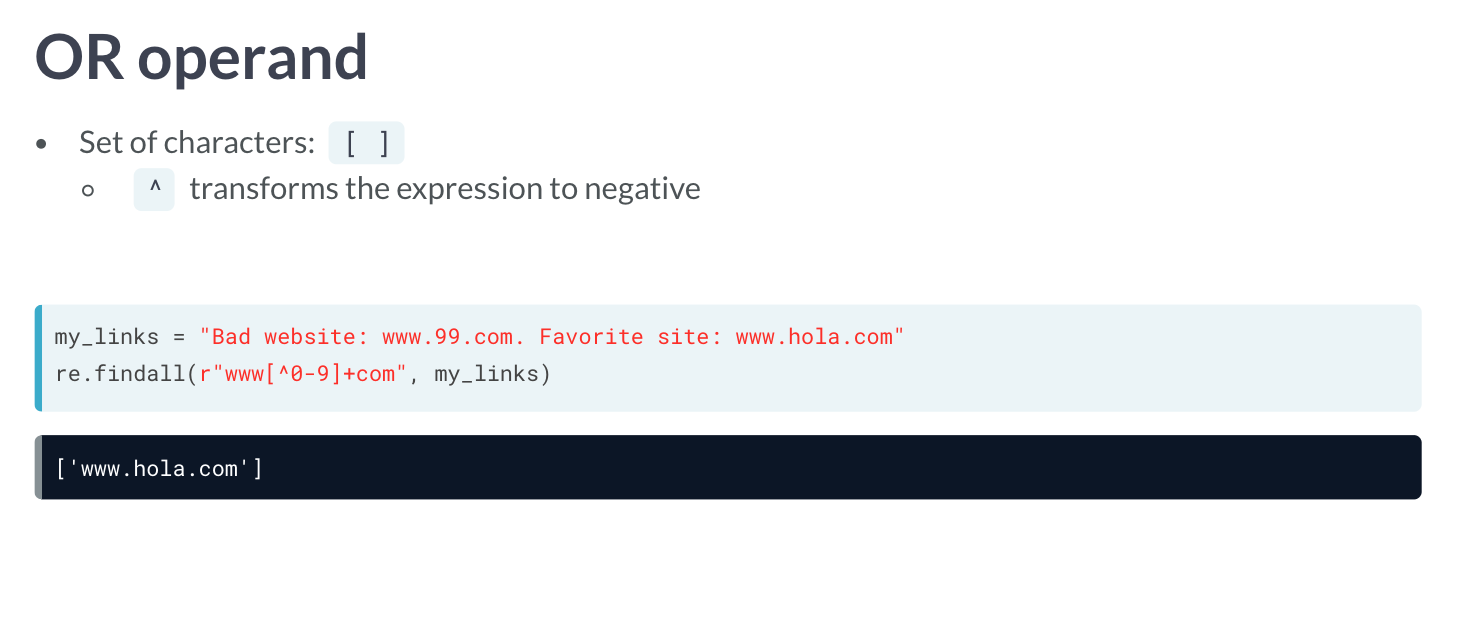 OR operand
• Set of characters: [ ]
○ ^ transforms the expression to negative
my_links = "Bad website: www.99.com. Favorite site: www.hola.com"
re.findall(r"www[^0-9]+com", my_links)
['www.hola.com']